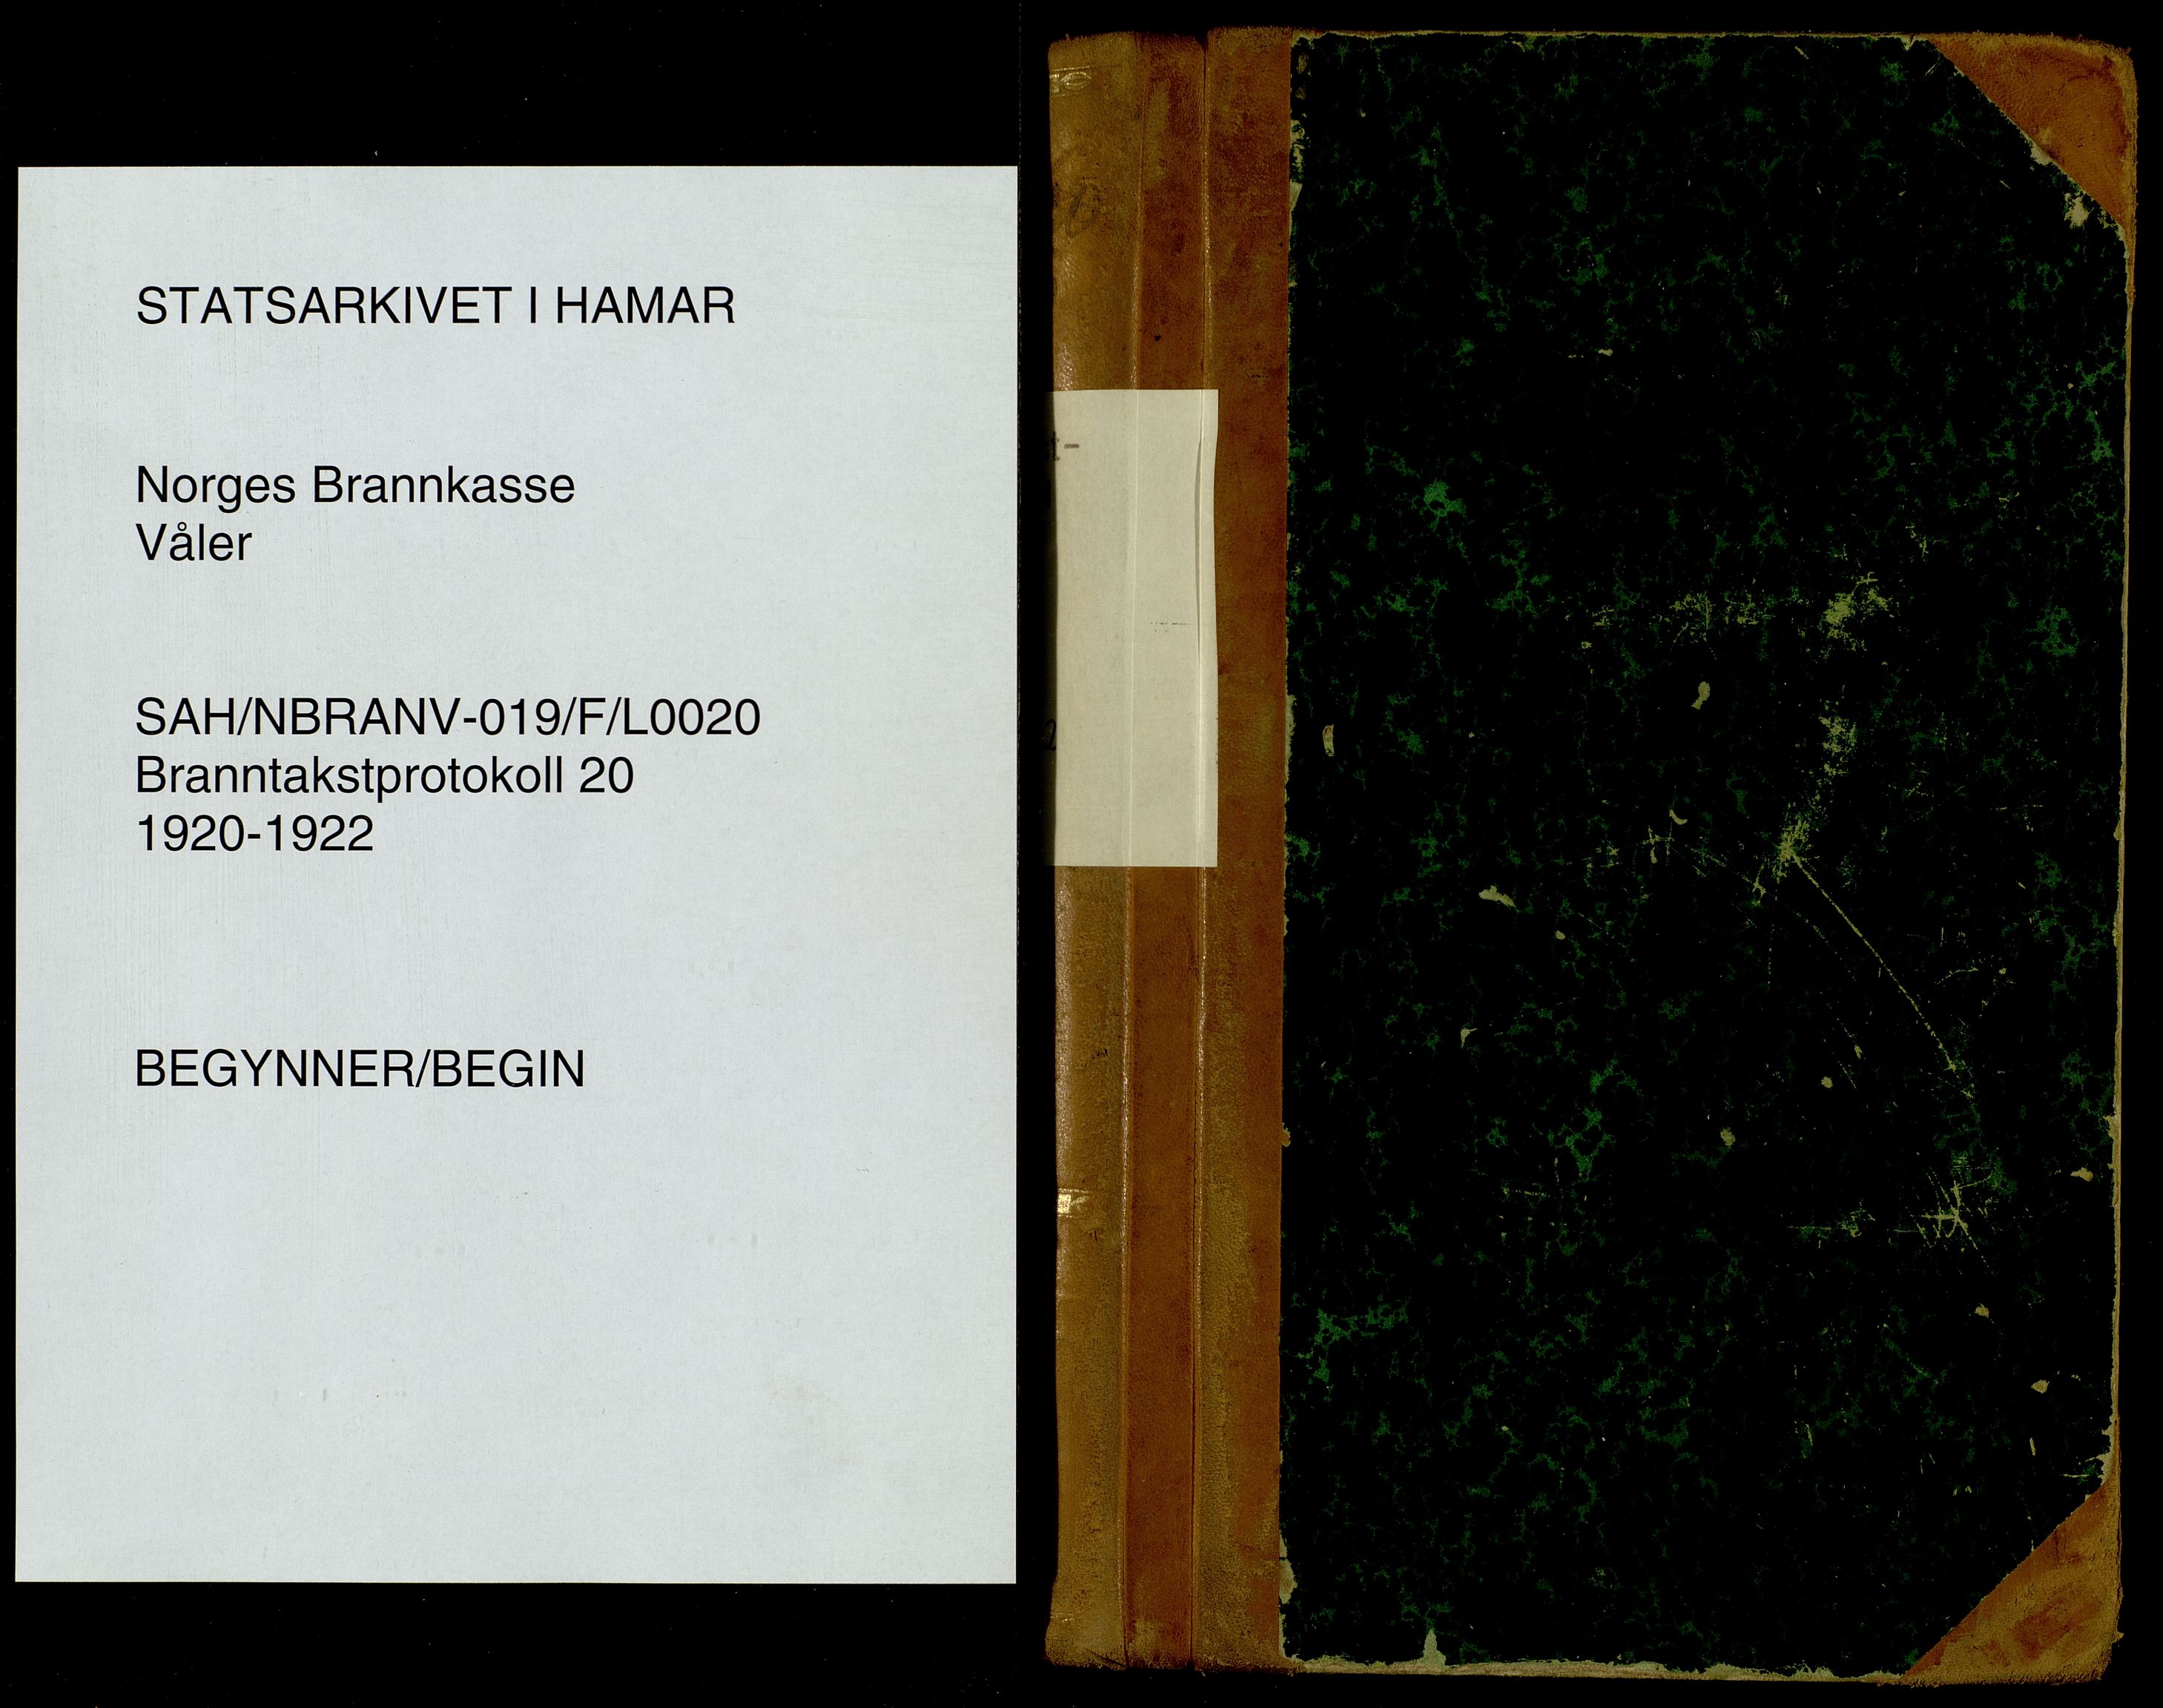 STATSARKIVET I HAMAR
Norges Brannkasse
Våler
SAH/NBRANV-019/F/L0020
Branntakstprotokoll 20
1920-1922
BEGYNNER/BEGIN